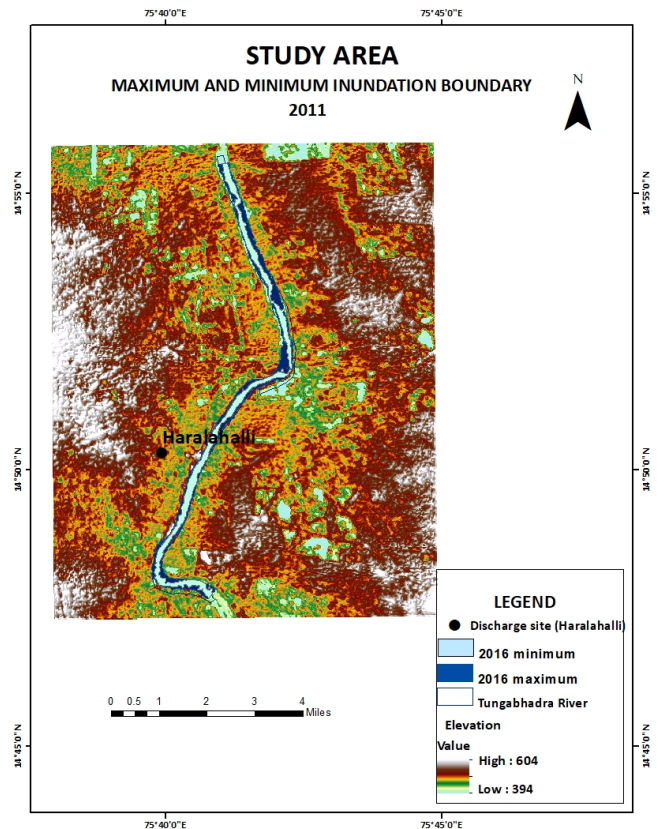 75°40'0"E 75°45'0"E
STUDY AREA
MAXIMUM AND MINIMUM INUNDATION BOUNDARY
2011
N
14°55'0"N 14°55'0"N
Haralahalli
14°50'0"N 14°50'0"N
LEGEND
Discharge site (Haralahalli)
2016 minimum
2016 maximum
Tungabhadra River
Elevation
Value
High : 604
Low : 394
0 0.5 1 2 3 4
Miles
14°45'0"N 14°45'0"N
75°40'0"E 75°45'0"E